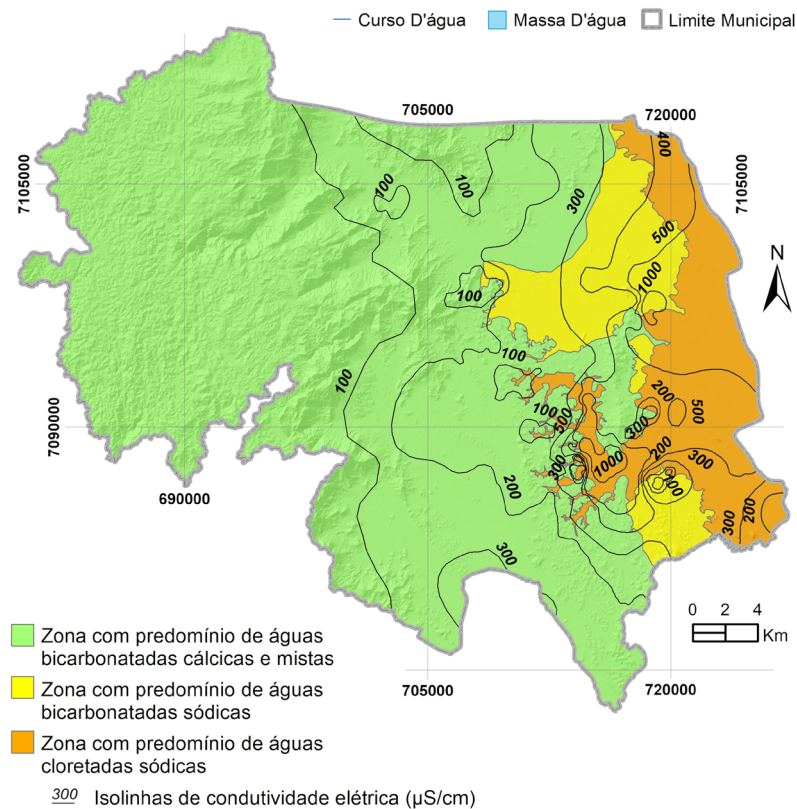 Curso D'água
Massa D'água
Limite Municipal
705000
720000
7105000
7105000
N
400
300
100
100
500
1000
100
100
100
200
500
100
500
300
7090000
300
1000
200
300
100
200
690000
300
200
300
0 2 4
Km
705000
720000
Zona com predomínio de águas
bicarbonatadas cálcicas e mistas
Zona com predomínio de águas
bicarbonatadas sódicas
Zona com predomínio de águas
cloretadas sódicas
300 Isolinhas de condutividade elétrica (µS/cm)